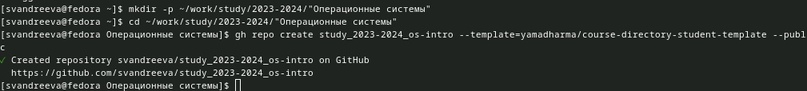 [svandreeva@fedora ~]$ mkdir -p ~/work/study/2023-2024/"Операционные системы"
[svandreeva@fedora ~]$ cd ~/work/study/2023-2024/"Операционные системы"
[svandreeva@fedora Операционные системы]$ gh repo create study_2023-2024_os-intro --template=yamadharma/course-directory-student-template --publi
c
✓ Created repository svandreeva/study_2023-2024_os-intro on GitHub
https://github.com/svandreeva/study_2023-2024_os-intro
[svandreeva@fedora Операционные системы]$